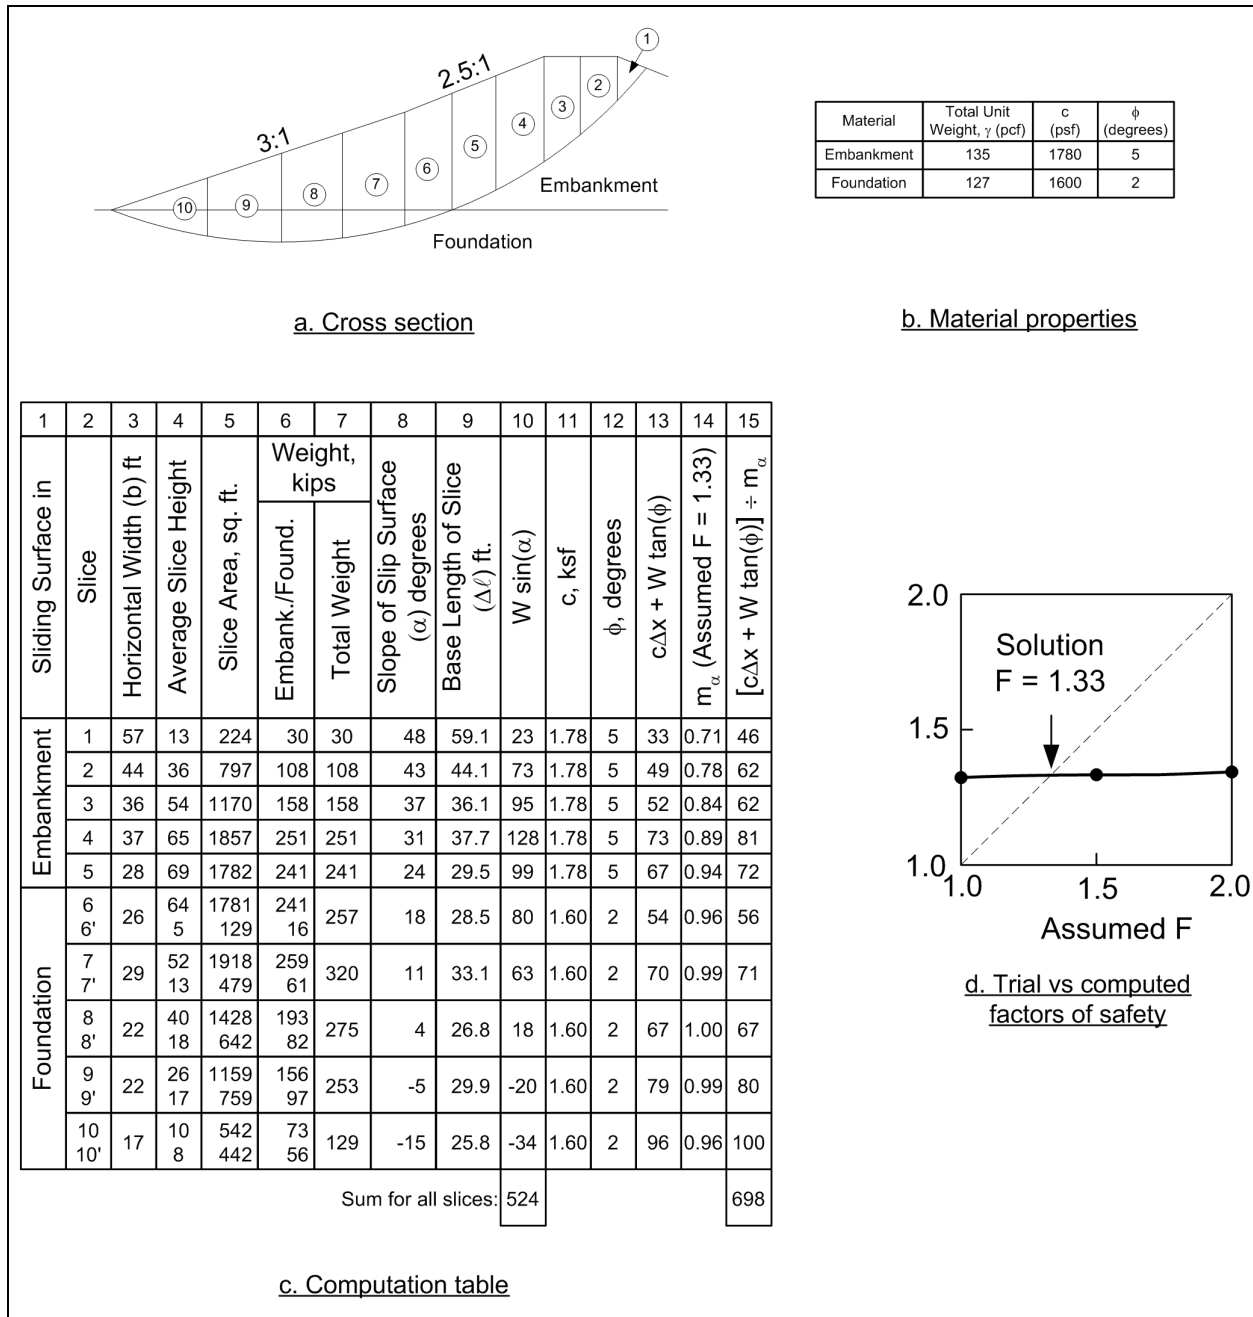 1
2.5:1
2
3
3:1
4
5
6
7
8
9
10
Embankment
Foundation
a. Cross section
Material Total Unit Weight, γ (pcf) c (psf) ϕ (degrees)
Embankment 135 1780 5
Foundation 127 1600 2
b. Material properties
1 2 3 4 5 6 7 8 9 10 11 12 13 14 15
Sliding Surface in
Slice
Horizontal Width (b) ft
Average Slice Height
Slice Area, sq. ft.
Weight,
kips
Embank./Found.
Total Weight
Slope of Slip Surface
(α) degrees
Base Length of Slice
(Δℓ) ft.
W sin(α)
c, ksf
ϕ, degrees
cΔx + W tan(ϕ)
mα (Assumed F = 1.33)
[cΔx + W tan(ϕ)] ÷ mα
Embankment
1 57 13 224 30 30 48 59.1 23 1.78 5 33 0.71 46
2 44 36 797 108 108 43 44.1 73 1.78 5 49 0.78 62
3 36 54 1170 158 158 37 36.1 95 1.78 5 52 0.84 62
4 37 65 1857 251 251 31 37.7 128 1.78 5 73 0.89 81
5 28 69 1782 241 241 24 29.5 99 1.78 5 67 0.94 72
Foundation
6 26 64 1781 241 257 18 28.5 80 1.60 2 54 0.96 56
6' 5 129 16
7 29 52 1918 259 320 11 33.1 63 1.60 2 70 0.99 71
7' 13 479 61
8 22 40 1428 193 275 4 26.8 18 1.60 2 67 1.00 67
8' 18 642 82
9 22 26 1159 156 253 -5 29.9 -20 1.60 2 79 0.99 80
9' 17 759 97
10 17 10 542 73 129 -15 25.8 -34 1.60 2 96 0.96 100
10' 8 442 56
Sum for all slices: 524 698
c. Computation table
2.0
Solution
F = 1.33
1.5
1.0
1.0 1.5 2.0
Assumed F
d. Trial vs computed
factors of safety